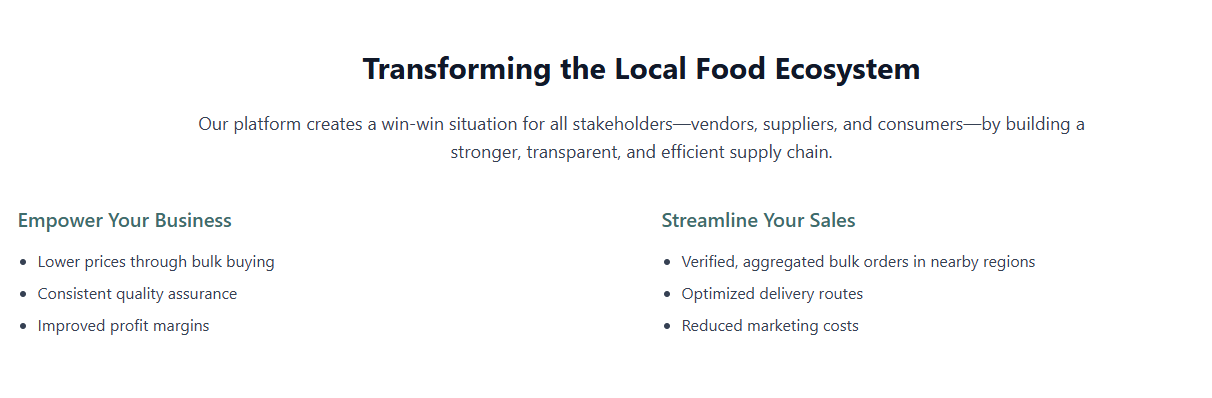 Transforming the Local Food Ecosystem
Our platform creates a win-win situation for all stakeholders—vendors, suppliers, and consumers—by building a
stronger, transparent, and efficient supply chain.
Empower Your Business
• Lower prices through bulk buying
• Consistent quality assurance
• Improved profit margins
Streamline Your Sales
• Verified, aggregated bulk orders in nearby regions
• Optimized delivery routes
• Reduced marketing costs